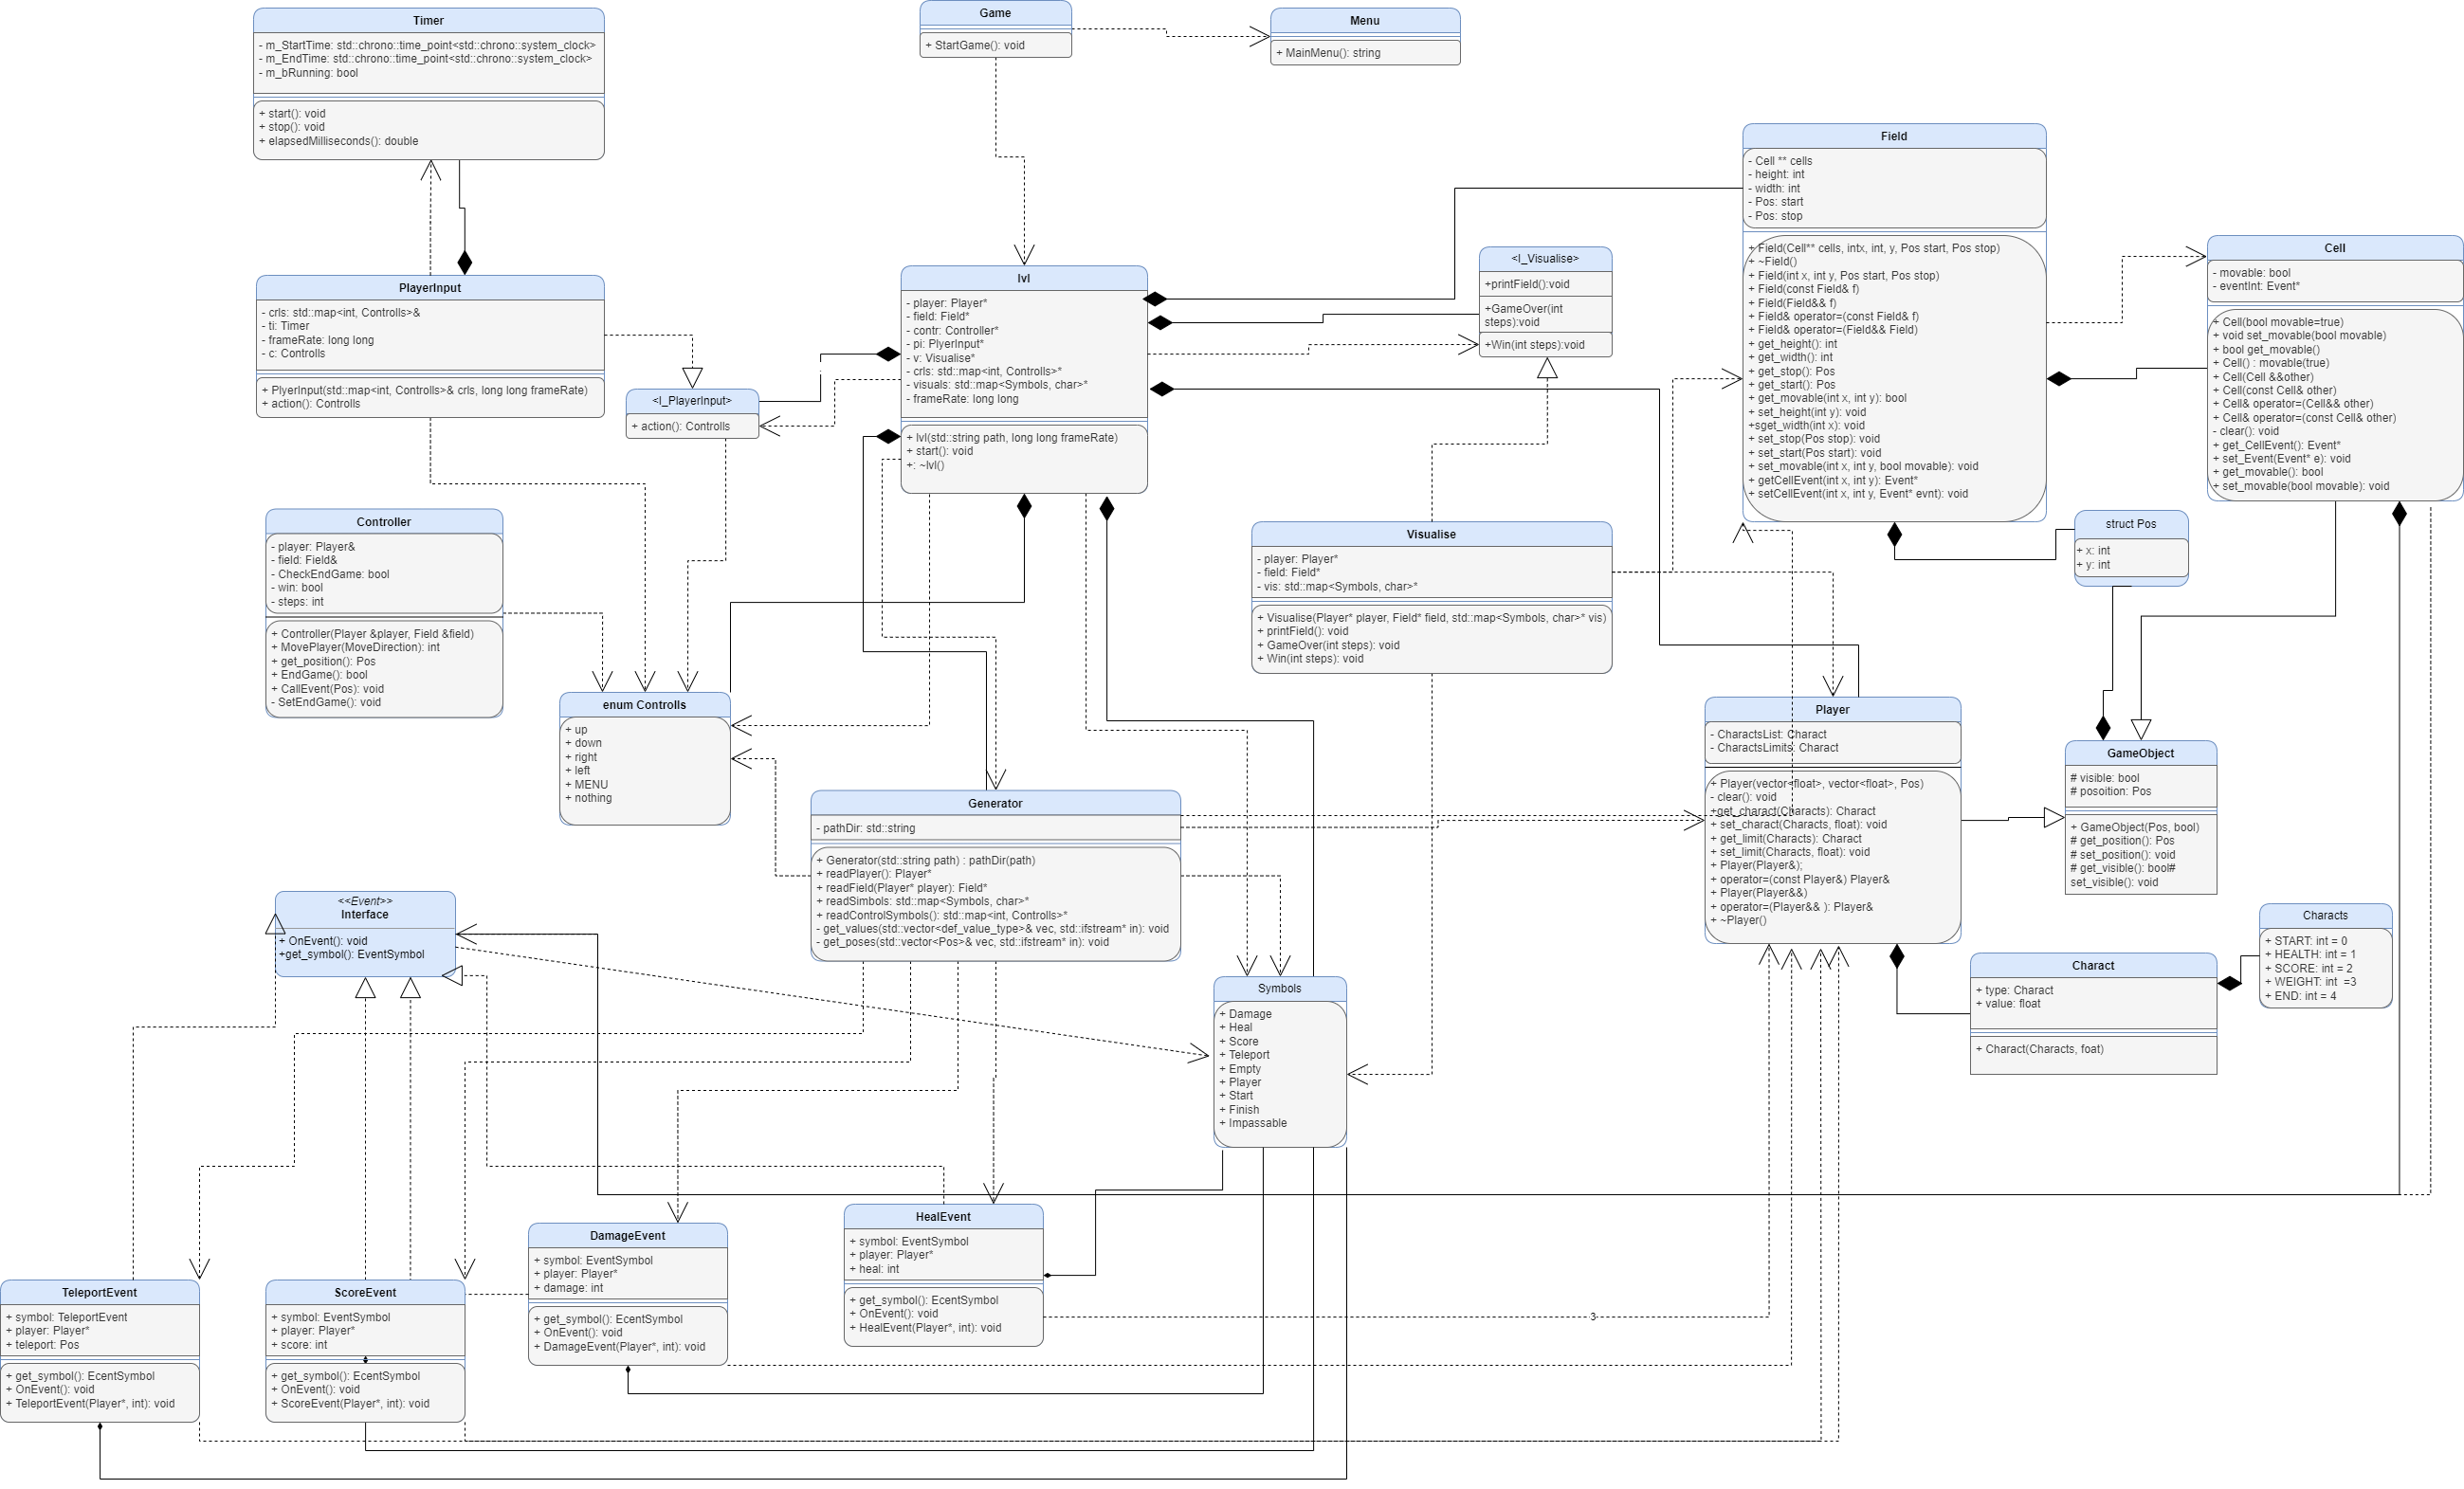 Timer
- m_StartTime: std::chrono::time_point<std::chrono::system_clock>
- m_EndTime: std::chrono::time_point<std::chrono::system_clock>
- m_bRunning: bool
+ start(): void
+ stop(): void
+ elapsedMilliseconds(): double
Game
+ StartGame(): void
Menu
+ MainMenu(): string
Field
- Cell ** cells
- height: int
- width: int
- Pos: start
- Pos: stop
+ Field(Cell** cells, intx, int, y, Pos start, Pos stop)
+ ~Field()
+ Field(int x, int y, Pos start, Pos stop)
+ Field(const Field& f)
+ Field(Field&& f)
+ Field& operator=(const Field& f)
+ Field& operator=(Field&& Field)
+ get_height(): int
+ get_width(): int
+ get_stop(): Pos
+ get_start(): Pos
+ get_movable(int x, int y): bool
+ set_height(int y): void
+sget_width(int x): void
+ set_stop(Pos stop): void
+ set_start(Pos start): void
+ set_movable(int x, int y, bool movable): void
+ getCellEvent(int x, int y): Event*
+ setCellEvent(int x, int y, Event* evnt): void
Cell
- movable: bool
- eventInt: Event*
+ Cell(bool movable=true)
+ void set_movable(bool movable)
+ bool get_movable()
+ Cell() : movable(true)
+ Cell(Cell &&other)
+ Cell(const Cell& other)
+ Cell& operator=(Cell&& other)
+ Cell& operator=(const Cell& other)
- clear(): void
+ get_CellEvent(): Event*
+ set_Event(Event* e): void
+ get_movable(): bool
+ set_movable(bool movable): void
PlayerInput
- crls: std::map<int, Controlls>&
- ti: Timer
- frameRate: long long
- c: Controlls
+ PlyerInput(std::map<int, Controlls>& crls, long long frameRate)
+ action(): Controlls
<I_PlayerInput>
+ action(): Controlls
lvl
- player: Player*
- field: Field*
- contr: Controller*
- pi: PlyerInput*
- v: Visualise*
- crls: std::map<int, Controlls>*
- visuals: std::map<Symbols, char>*
- frameRate: long long
+ lvl(std::string path, long long frameRate)
+ start(): void
+: ~lvl()
<I_Visualise>
+printField():void
+GameOver(int
steps):void
+Win(int steps):void
Controller
- player: Player&
- field: Field&
- CheckEndGame: bool
- win: bool
- steps: int
+ Controller(Player &player, Field &field)
+ MovePlayer(MoveDirection): int
+ get_position(): Pos
+ EndGame(): bool
+ CallEvent(Pos): void
- SetEndGame(): void
Visualise
- player: Player*
- field: Field*
- vis: std::map<Symbols, char>*
+ Visualise(Player* player, Field* field, std::map<Symbols, char>* vis)
+ printField(): void
+ GameOver(int steps): void
+ Win(int steps): void
struct Pos
+ x: int
+ y: int
enum Controlls
+ up
+ down
+ right
+ left
+ MENU
+ nothing
Player
- CharactsList: Charact
- CharactsLimits: Charact
+ Player(vector<float>, vector<float>, Pos)
- clear(): void
+get_charact(Characts): Charact
+ set_charact(Characts, float): void
+ get_limit(Characts): Charact
+ set_limit(Characts, float): void
+ Player(Player&);
+ operator=(const Player&) Player&
+ Player(Player&&)
+ operator=(Player&& ): Player&
+ ~Player()
GameObject
# visible: bool
# posoition: Pos
+ GameObject(Pos, bool)
# get_position(): Pos
# set_position(): void
# get_visible(): bool#
set_visible(): void
Generator
- pathDir: std::string
+ Generator(std::string path) : pathDir(path)
+ readPlayer(): Player*
+ readField(Player* player): Field*
+ readSimbols: std::map<Symbols, char>*
+ readControlSymbols(): std::map<int, Controlls>*
- get_values(std::vector<def_value_type>& vec, std::ifstream* in): void
- get_poses(std::vector<Pos>& vec, std::ifstream* in): void
<<Event>>
Interface
+ OnEvent(): void
+get_symbol(): EventSymbol
Characts
+ START: int = 0
+ HEALTH: int = 1
+ SCORE: int = 2
+ WEIGHT: int  =3
+ END: int = 4
Charact
+ type: Charact
+ value: float
+ Charact(Characts, foat)
Symbols
+ Damage
+ Heal
+ Score
+ Teleport
+ Empty
+ Player
+ Start
+ Finish
+ Impassable
HealEvent
+ symbol: EventSymbol
+ player: Player*
+ heal: int
+ get_symbol(): EcentSymbol
+ OnEvent(): void
+ HealEvent(Player*, int): void
3
DamageEvent
+ symbol: EventSymbol
+ player: Player*
+ damage: int
+ get_symbol(): EcentSymbol
+ OnEvent(): void
+ DamageEvent(Player*, int): void
TeleportEvent
+ symbol: TeleportEvent
+ player: Player*
+ teleport: Pos
+ get_symbol(): EcentSymbol
+ OnEvent(): void
+ TeleportEvent(Player*, int): void
ScoreEvent
+ symbol: EventSymbol
+ player: Player*
+ score: int
+ get_symbol(): EcentSymbol
+ OnEvent(): void
+ ScoreEvent(Player*, int): void